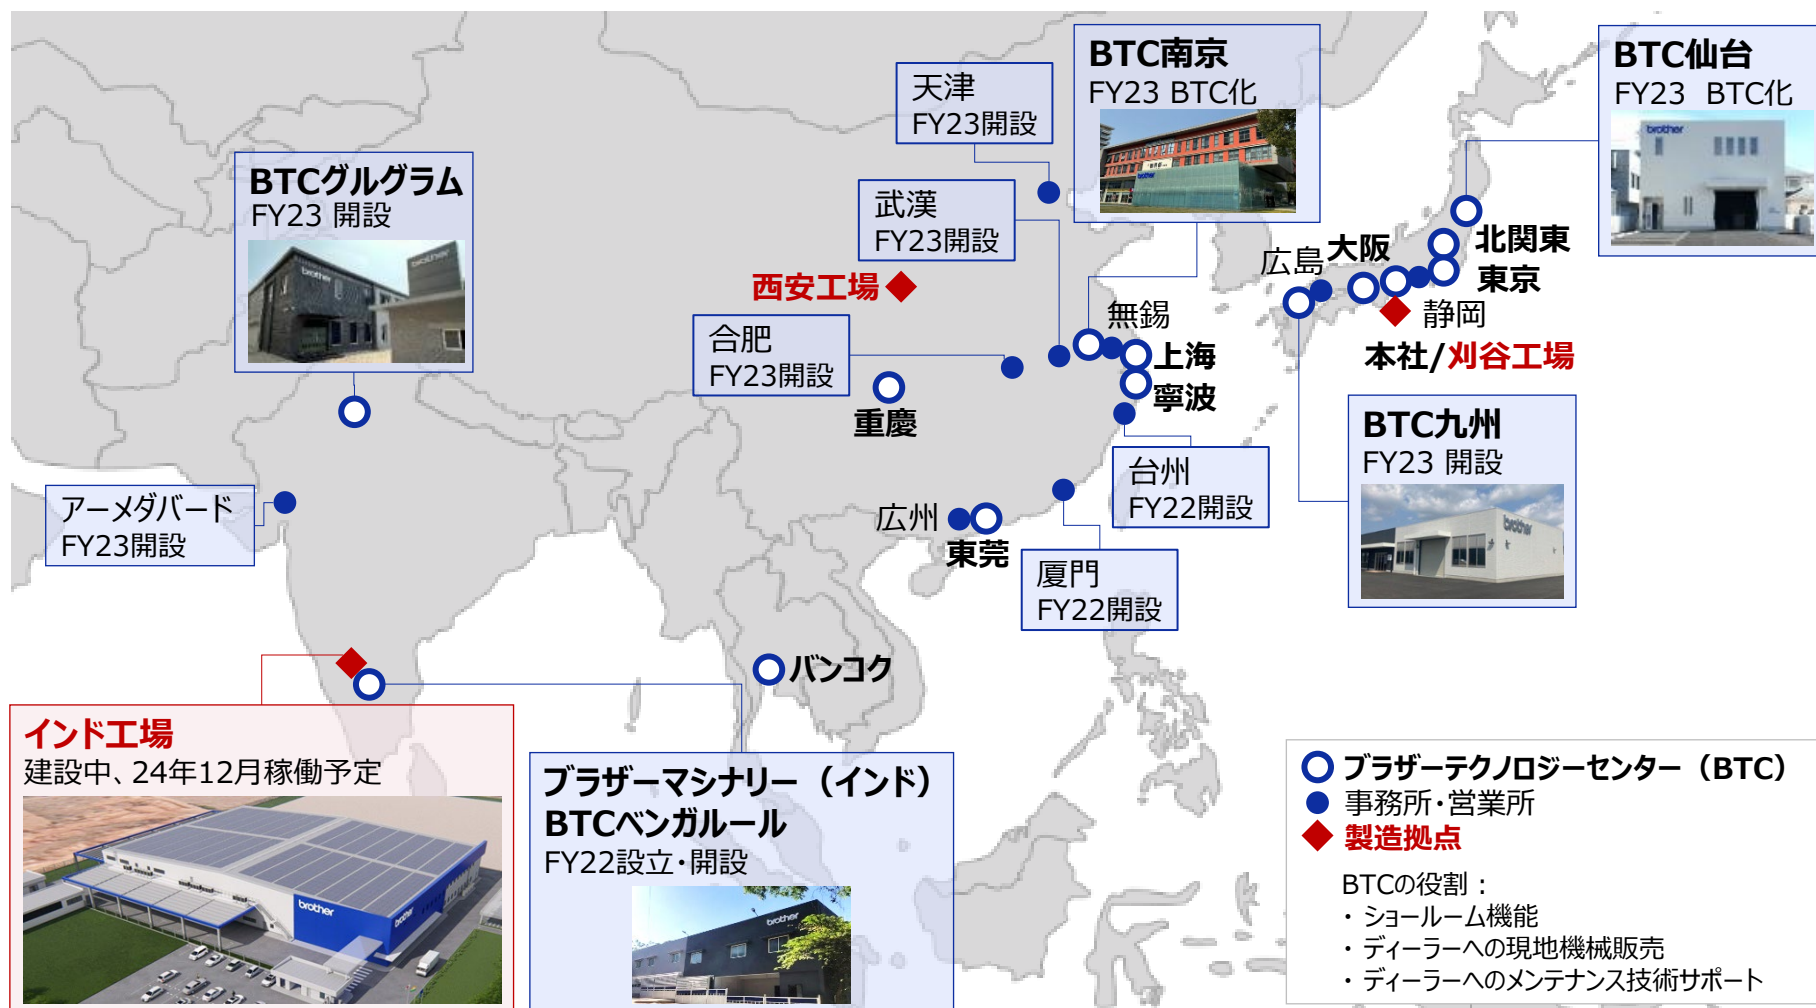 BTC南京
FY23 BTC化
brother
BTC仙台
FY23 BTC化
brother
天津
FY23開設
BTCグルグラム
FY23 開設
brother
brother
武漢
FY23開設
西安工場
合肥
FY23開設
重慶
無錫
上海
寧波
広島
大阪
北関東
東京
静岡
本社/刈谷工場
BTC九州
FY23 開設
brother
台州
FY22開設
アーメダバード
FY23開設
広州
東莞
厦門
FY22開設
バンコク
インド工場
建設中、24年12月稼働予定
brother
brother
ブラザーマシナリー（インド）
BTCベンガルール
FY22設立・開設
brother
ブラザーテクノロジーセンター（BTC）
事務所・営業所
製造拠点
BTCの役割：
・ショールーム機能
・ディーラーへの現地機械販売
・ディーラーへのメンテナンス技術サポート